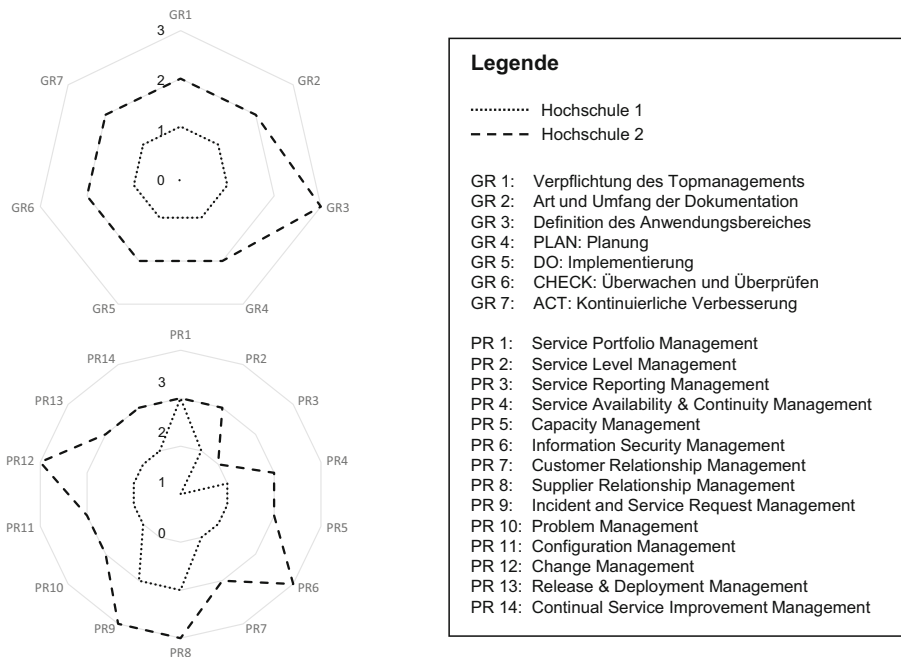 GR1
3
GR7
GR2
2
1
0
GR6
GR3
GR5
GR4
PR1
PR14
PR2
3
PR13
PR3
2
PR12
PR4
1
PR11
PR5
0
PR10
PR6
PR9
PR7
PR8
Legende
Hochschule 1
Hochschule 2
GR 1: Verpflichtung des Topmanagements
GR 2: Art und Umfang der Dokumentation
GR 3: Definition des Anwendungsbereiches
GR 4: PLAN: Planung
GR 5: DO: Implementierung
GR 6: CHECK: Überwachen und Überprüfen
GR 7: ACT: Kontinuierliche Verbesserung
PR 1: Service Portfolio Management
PR 2: Service Level Management
PR 3: Service Reporting Management
PR 4: Service Availability & Continuity Management
PR 5: Capacity Management
PR 6: Information Security Management
PR 7: Customer Relationship Management
PR 8: Supplier Relationship Management
PR 9: Incident and Service Request Management
PR 10: Problem Management
PR 11: Configuration Management
PR 12: Change Management
PR 13: Release & Deployment Management
PR 14: Continual Service Improvement Management